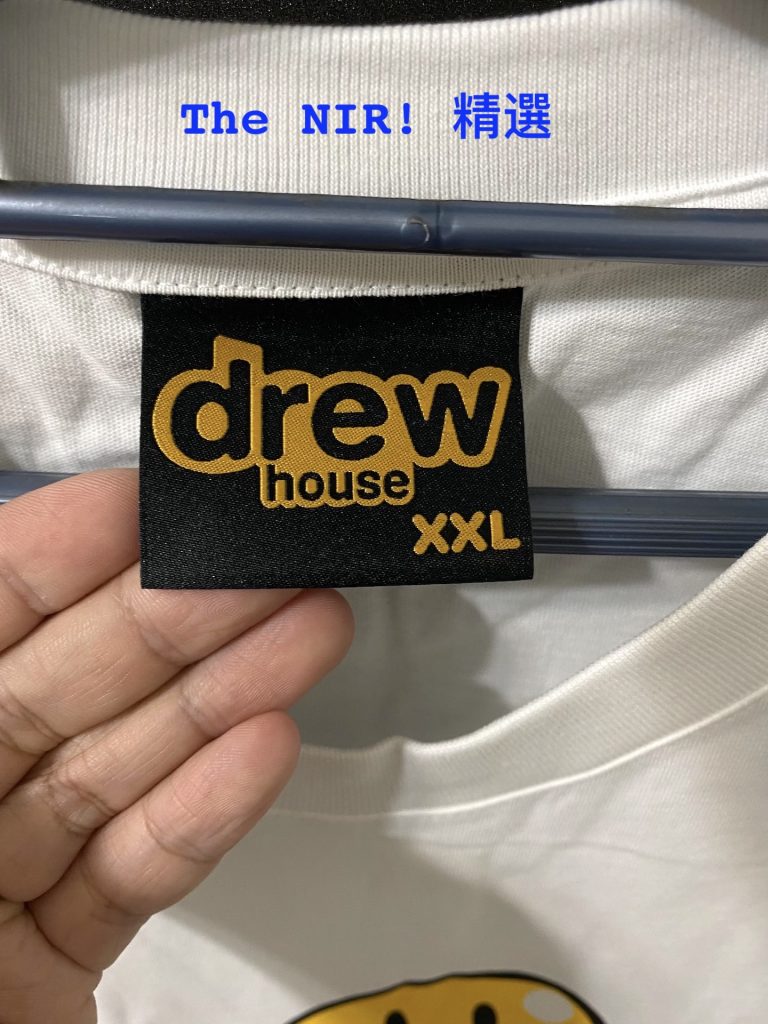 The NIR! 精選
drew
house
XXL